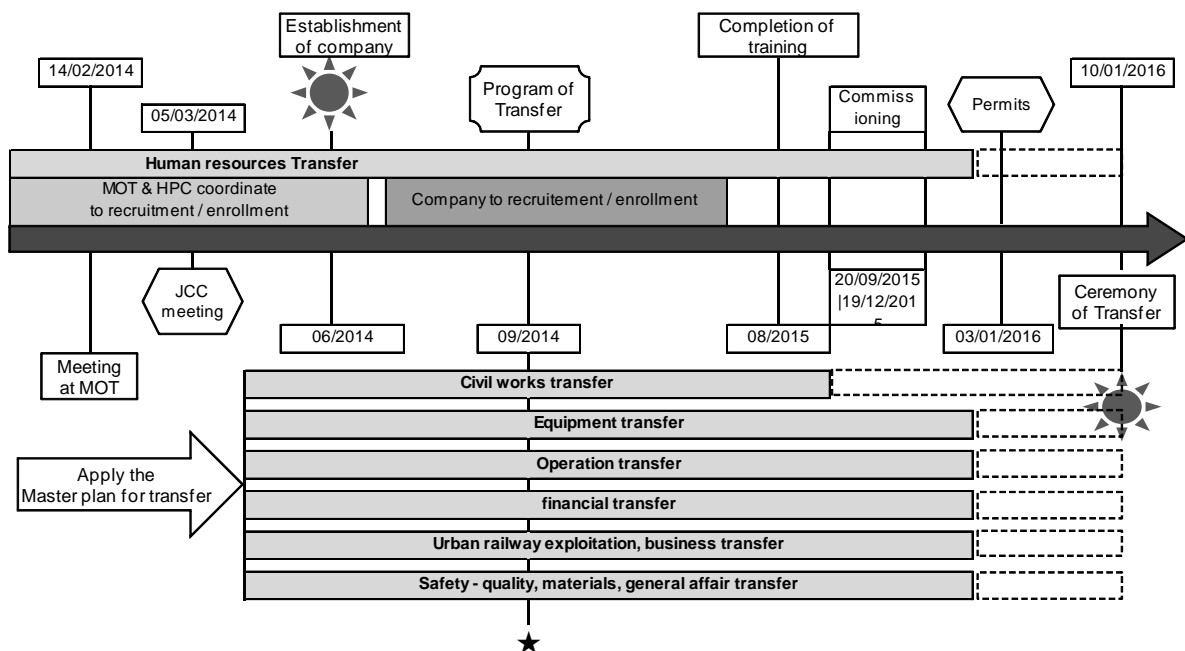 Establishment
of company
Completion of
training
14/02/2014
10/01/2016
05/03/2014
Program of
Transfer
Commiss
ioning
Permits
Human resources Transfer
MOT & HPC coordinate
to recruitment / enrollment
Company to recruitement / enrollment
JCC
meeting
20/09/2015
|19/12/201
Ceremony
of Transfer
06/2014
09/2014
08/2015
03/01/2016
Meeting
at MOT
Civil works transfer
Equipment transfer
Apply the
Master plan for transfer
Operation transfer
financial transfer
Urban railway exploitation, business transfer
Safety - quality, materials, general affair transfer